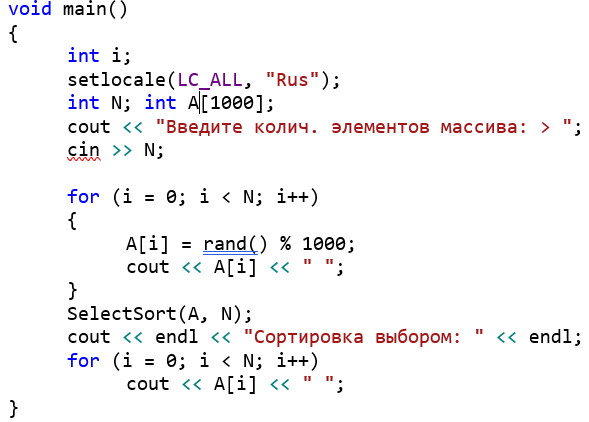 void main()
{
int i;
setlocale(LC_ALL, "Rus");
int N; int A[1000];
cout << "Введите колич. элементов массива: > ";
cin >> N;
for (i = 0; i < N; i++)
{
A[i] = rand() % 1000;
cout << A[i] << " ";
}
SelectSort(A, N);
cout << endl << "Сортировка выбором: " << endl;
for (i = 0; i < N; i++)
cout << A[i] << " ";
}